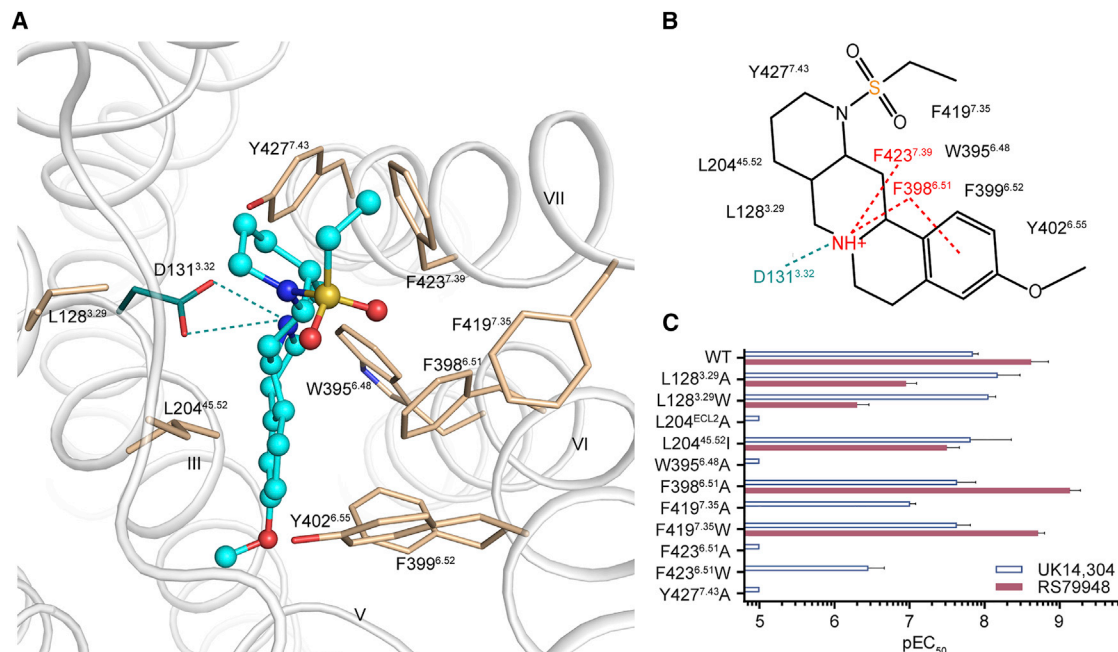 A
Y427^7.43
VII
D131^3.32
L128^3.29
F423^7.39
F419^7.35
F398^6.51
W395^6.48
L204^45.52
III
VI
Y402^6.55
F399^6.52
V
B
Y427^7.43
O
S
O
N
F419^7.35
F423^7.39
W395^6.48
L204^45.52
F398^6.51
F399^6.52
L128^3.29
Y402^6.55
NH+
D131^3.32
O
C
WT
L128^3.29A
L128^3.29W
L204^ECL2A
L204^45.52I
W395^6.48A
F398^6.51A
F419^7.35A
F419^7.35W
F423^6.51A
F423^6.51W
Y427^7.43A
UK14,304
RS79948
5 6 7 8 9
pEC50